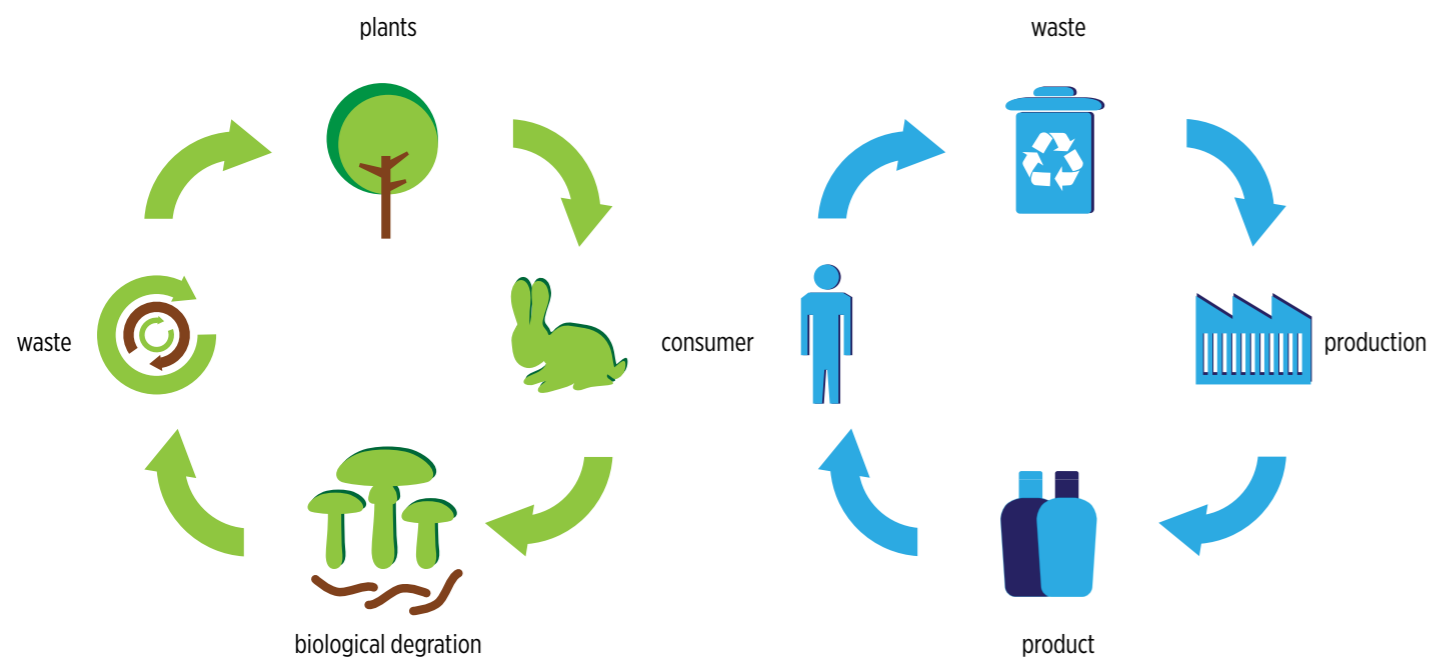 plants
waste
waste
consumer
production
biological degration
product